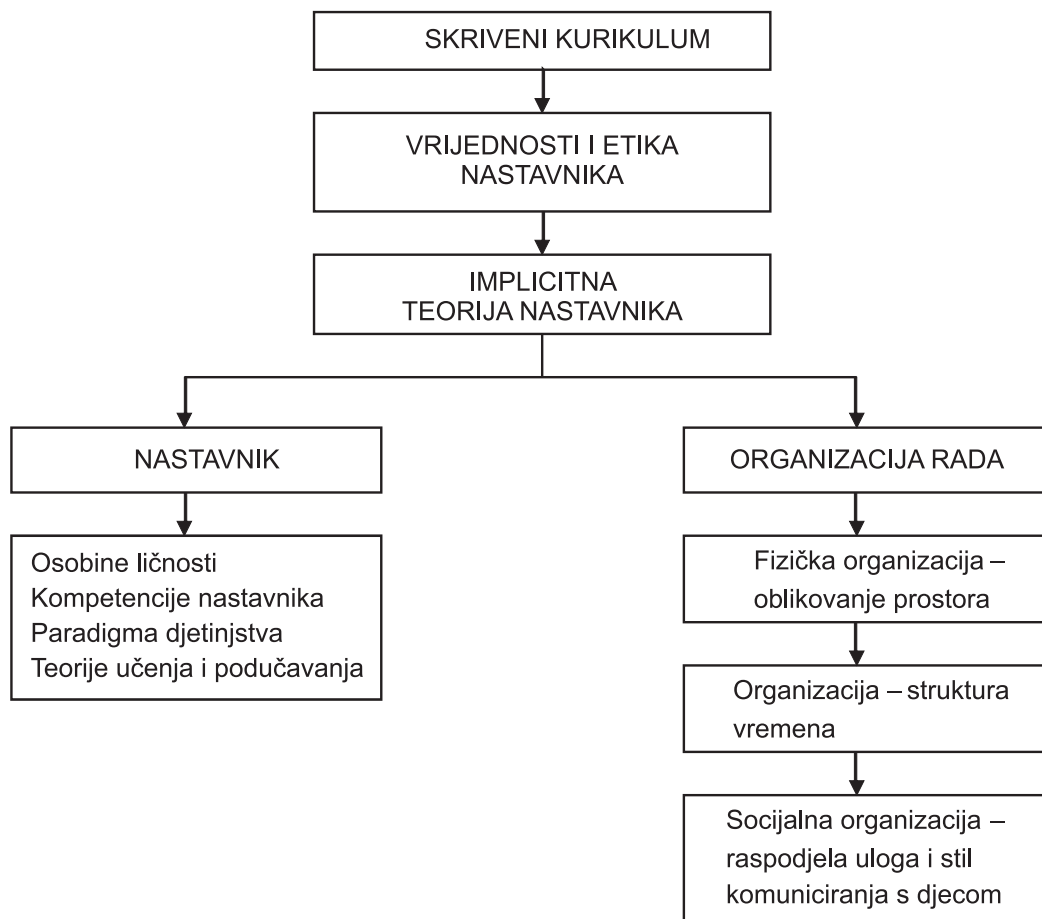 SKRIVENI KURIKULUM
VRIJEDNOSTI I ETIKA
NASTAVNIKA
IMPLICITNA
TEORIJA NASTAVNIKA
NASTAVNIK
Osobine ličnosti
Kompetencije nastavnika
Paradigma djetinjstva
Teorije učenja i podučavanja
ORGANIZACIJA RADA
Fizička organizacija –
oblikovanje prostora
Organizacija – struktura
vremena
Socijalna organizacija –
raspodjela uloga i stil
komuniciranja s djecom